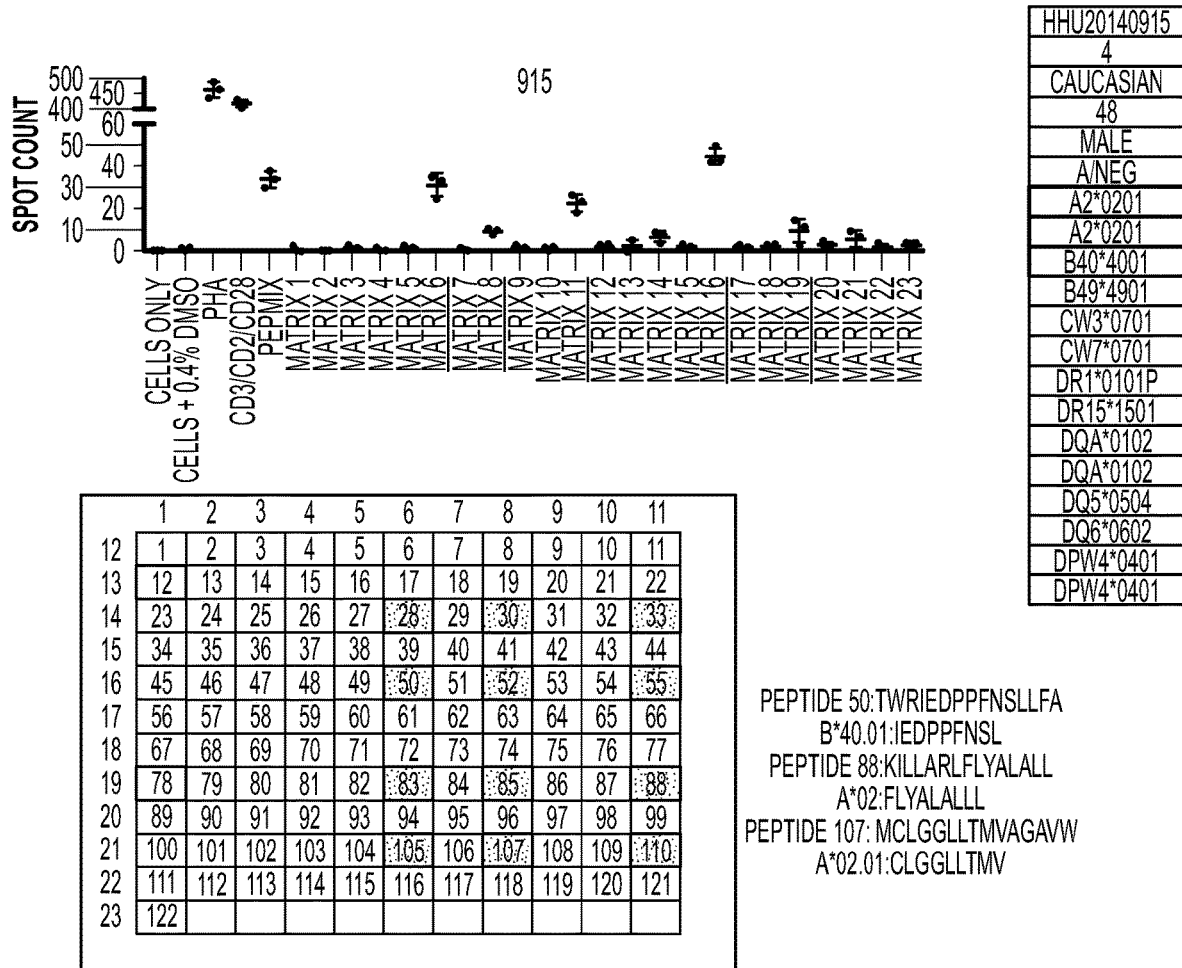 915
SPOT COUNT
500
450
400
60
50
40
30
20
10
0
CELLS ONLY
CELLS + 0.4% DMSO
PHA
CD3/CD2/CD28
PEPMIX
MATRIX 1
MATRIX 2
MATRIX 3
MATRIX 4
MATRIX 5
MATRIX 6
MATRIX 7
MATRIX 8
MATRIX 9
MATRIX 10
MATRIX 11
MATRIX 12
MATRIX 13
MATRIX 14
MATRIX 15
MATRIX 16
MATRIX 17
MATRIX 18
MATRIX 19
MATRIX 20
MATRIX 21
MATRIX 22
MATRIX 23
HHU20140915
4
CAUCASIAN
48
MALE
A/NEG
A2*0201
A2*0201
B40*4001
B49*4901
CW3*0701
CW7*0701
DR1*0101P
DR15*1501
DQA*0102
DQA*0102
DQ5*0504
DQ6*0602
DPW4*0401
DPW4*0401
1 2 3 4 5 6 7 8 9 10 11
12 1 2 3 4 5 6 7 8 9 10 11
13 12 13 14 15 16 17 18 19 20 21 22
14 23 24 25 26 27 28 29 30 31 32 33
15 34 35 36 37 38 39 40 41 42 43 44
16 45 46 47 48 49 50 51 52 53 54 55
17 56 57 58 59 60 61 62 63 64 65 66
18 67 68 69 70 71 72 73 74 75 76 77
19 78 79 80 81 82 83 84 85 86 87 88
20 89 90 91 92 93 94 95 96 97 98 99
21 100 101 102 103 104 105 106 107 108 109 110
22 111 112 113 114 115 116 117 118 119 120 121
23 122
PEPTIDE 50:TWRIEDPPFNSLLFA
B*40.01:IEDPPFNSL
PEPTIDE 88:KILLARLFLYALALL
A*02:FLYALALLL
PEPTIDE 107: MCLGGLLTMVAGAVW
A*02.01:CLGGLLTMV